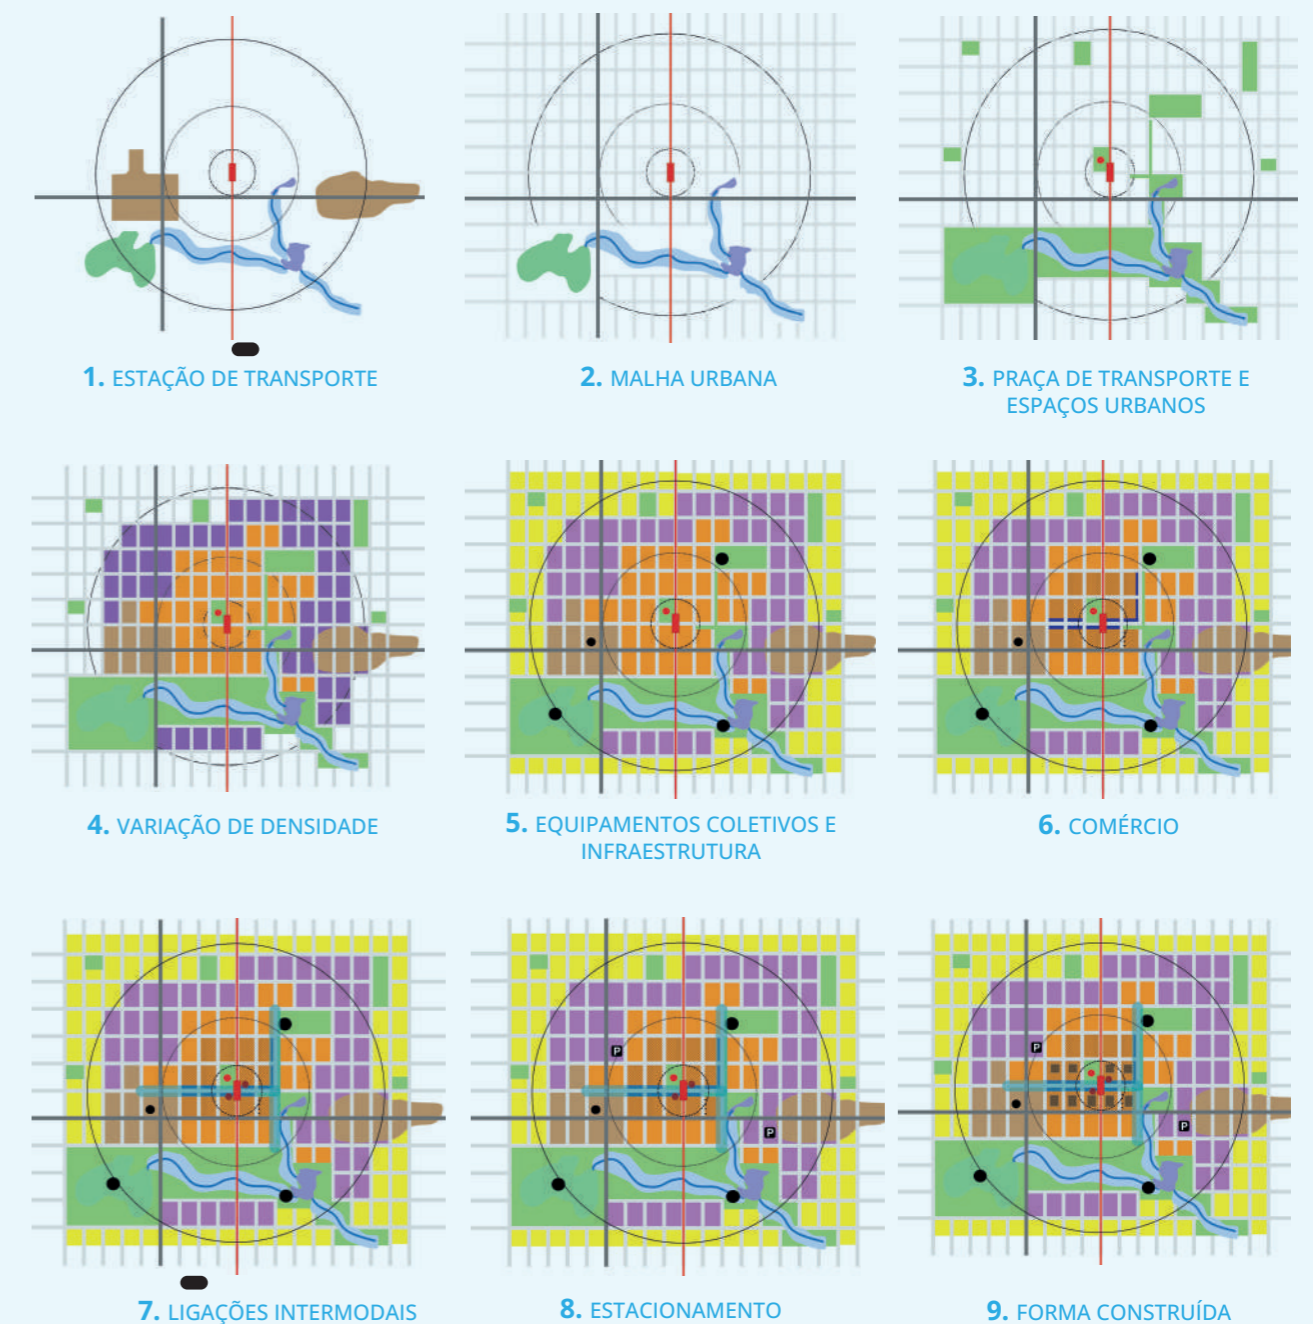 1. ESTAÇÃO DE TRANSPORTE
2. MALHA URBANA
3. PRAÇA DE TRANSPORTE E
ESPAÇOS URBANOS
4. VARIAÇÃO DE DENSIDADE
5. EQUIPAMENTOS COLETIVOS E
INFRAESTRUTURA
6. COMÉRCIO
P
P
P
P
7. LIGAÇÕES INTERMODAIS
8. ESTACIONAMENTO
9. FORMA CONSTRUÍDA